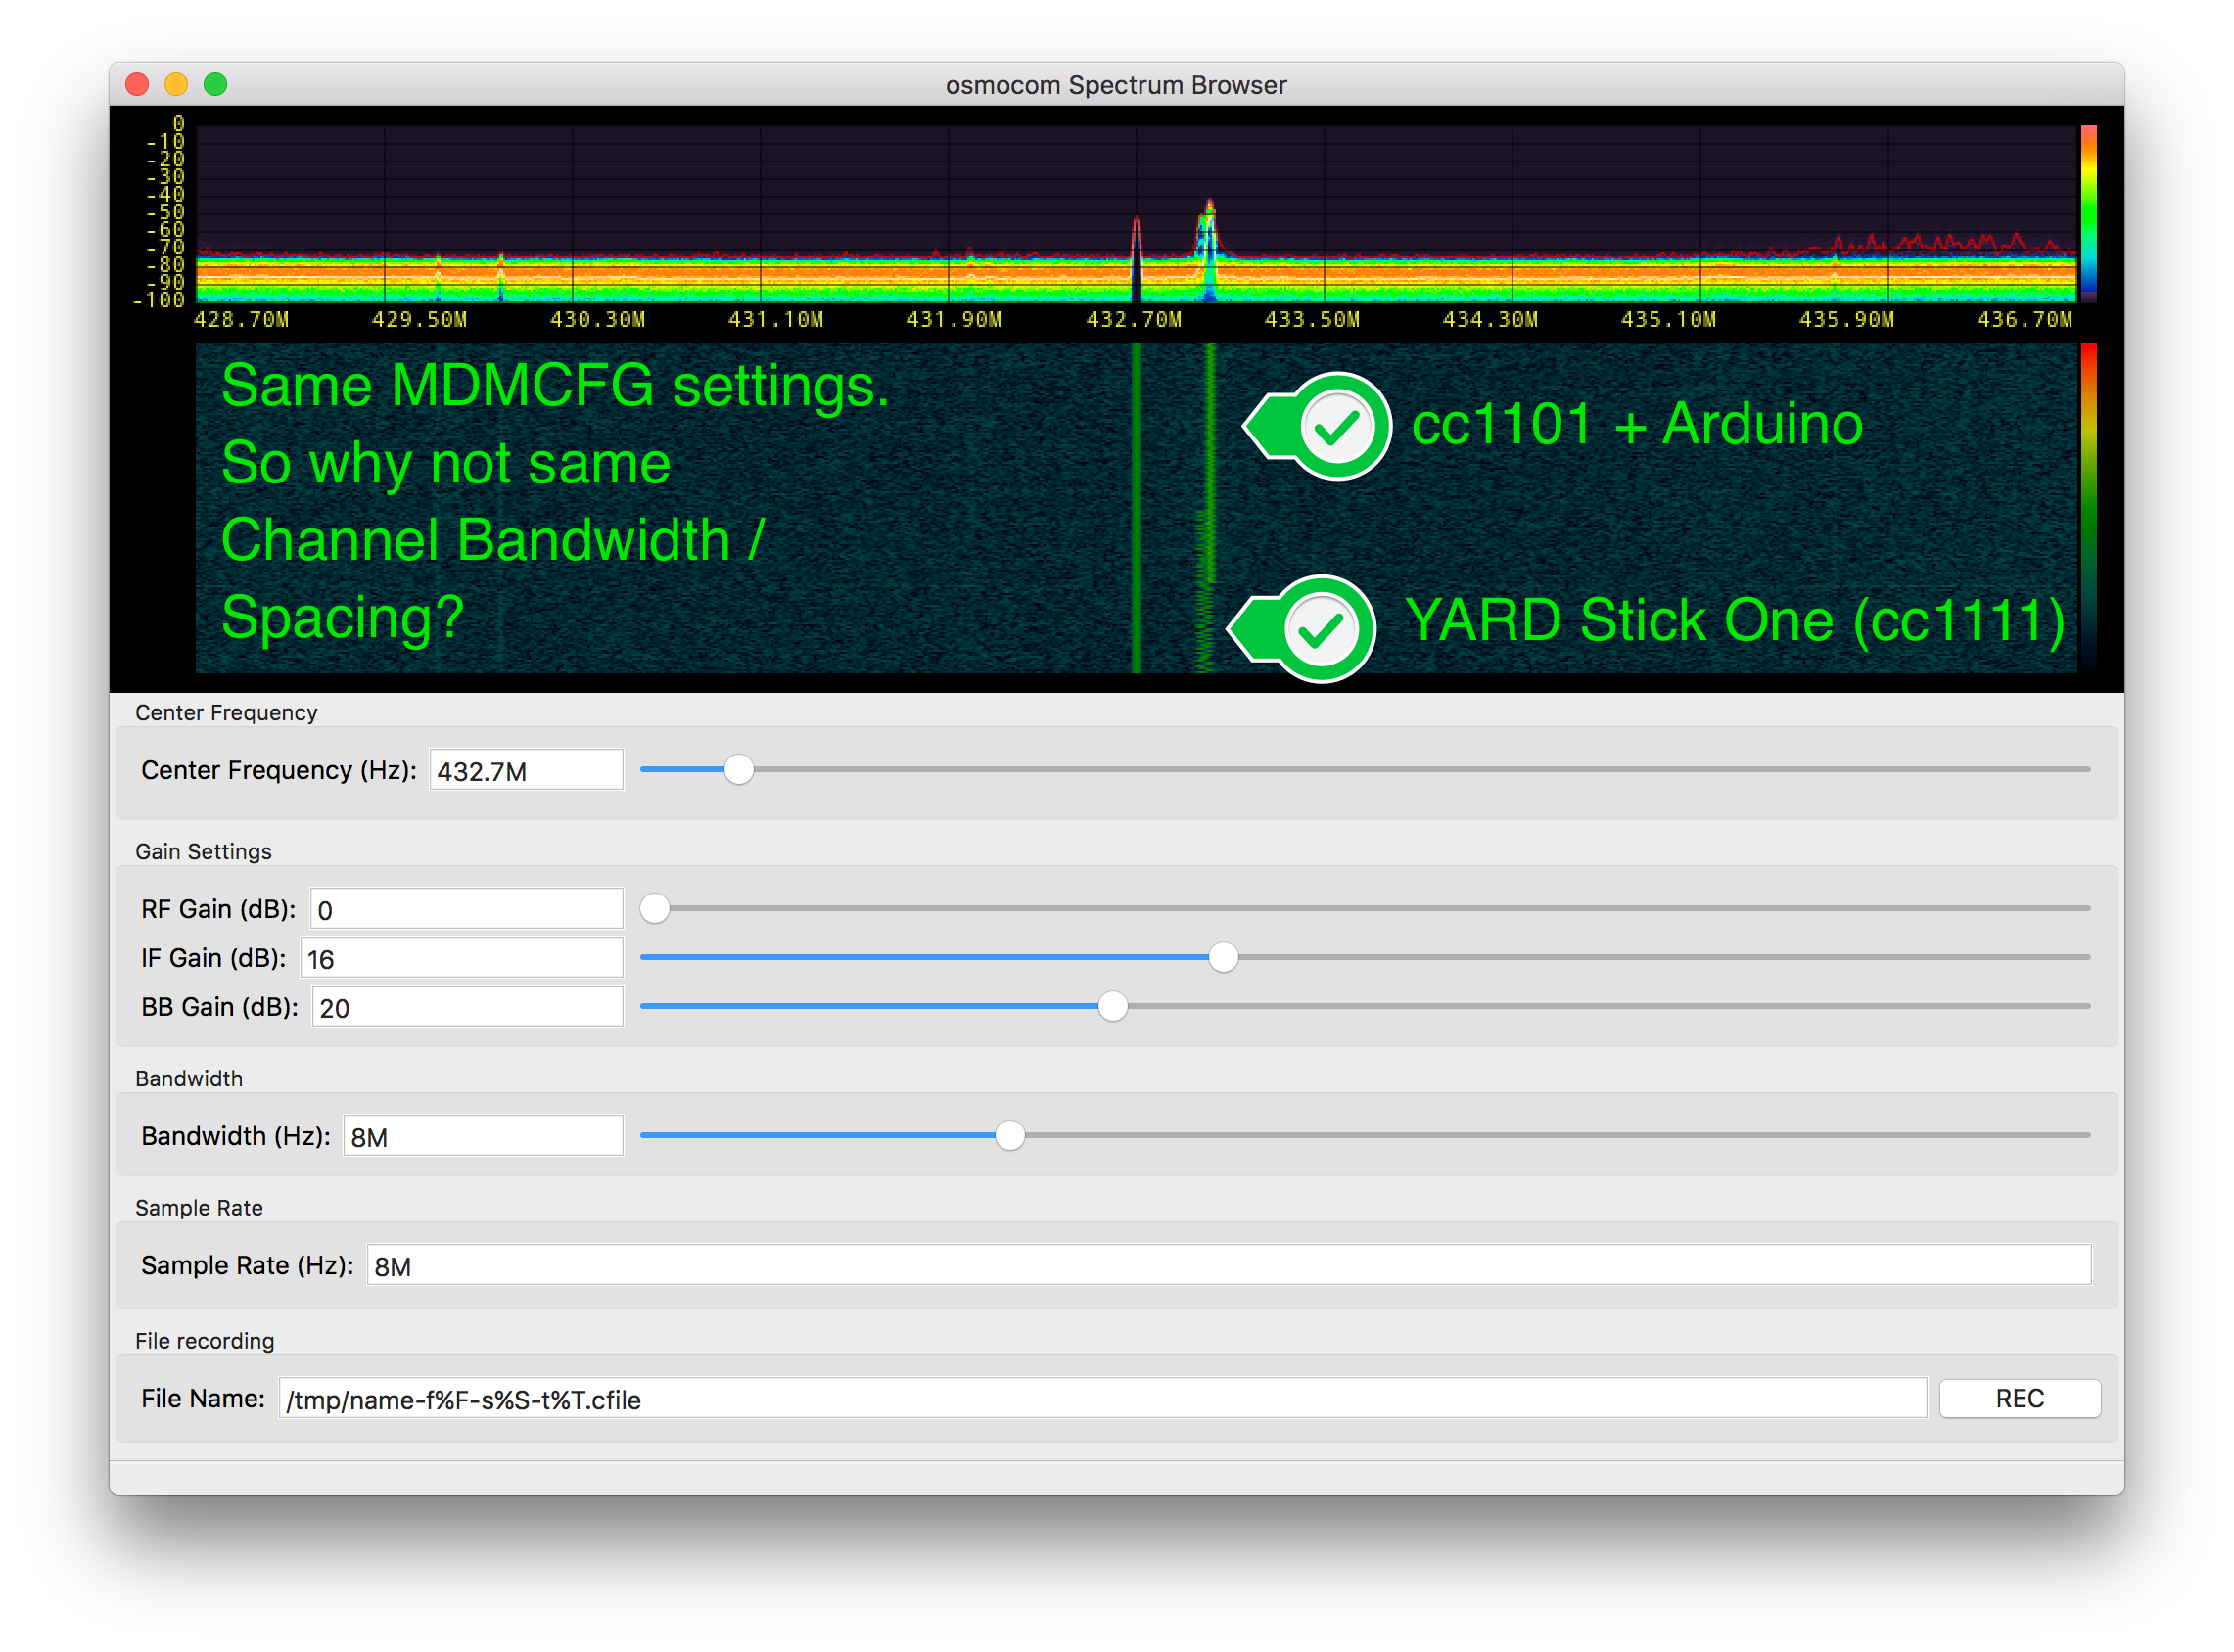 osmocom Spectrum Browser
0
-10
-20
-30
-40
-50
-60
-70
-80
-90
-100
428.70M 429.50M 430.30M 431.10M 431.90M 432.70M 433.50M 434.30M 435.10M 435.90M 436.70M
Same MDMCFG settings.
So why not same
Channel Bandwidth /
Spacing?
cc1101 + Arduino
YARD Stick One (cc1111)
Center Frequency
Center Frequency (Hz): 432.7M
Gain Settings
RF Gain (dB): 0
IF Gain (dB): 16
BB Gain (dB): 20
Bandwidth
Bandwidth (Hz): 8M
Sample Rate
Sample Rate (Hz): 8M
File recording
File Name: /tmp/name-f%F-s%S-t%T.cfile REC